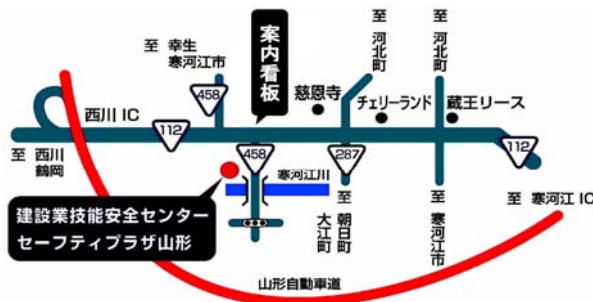 案内看板
至 幸生
寒河江市
至 河北町
至 河北町
458
慈恩寺
チェリーランド
蔵王リース
西川 IC
112
458
287
112
至 西川
鶴岡
寒河江川
建設業技能安全センター
セーフティプラザ山形
至 朝日町
大江町
至 寒河江市
至 寒河江 IC
山形自動車道